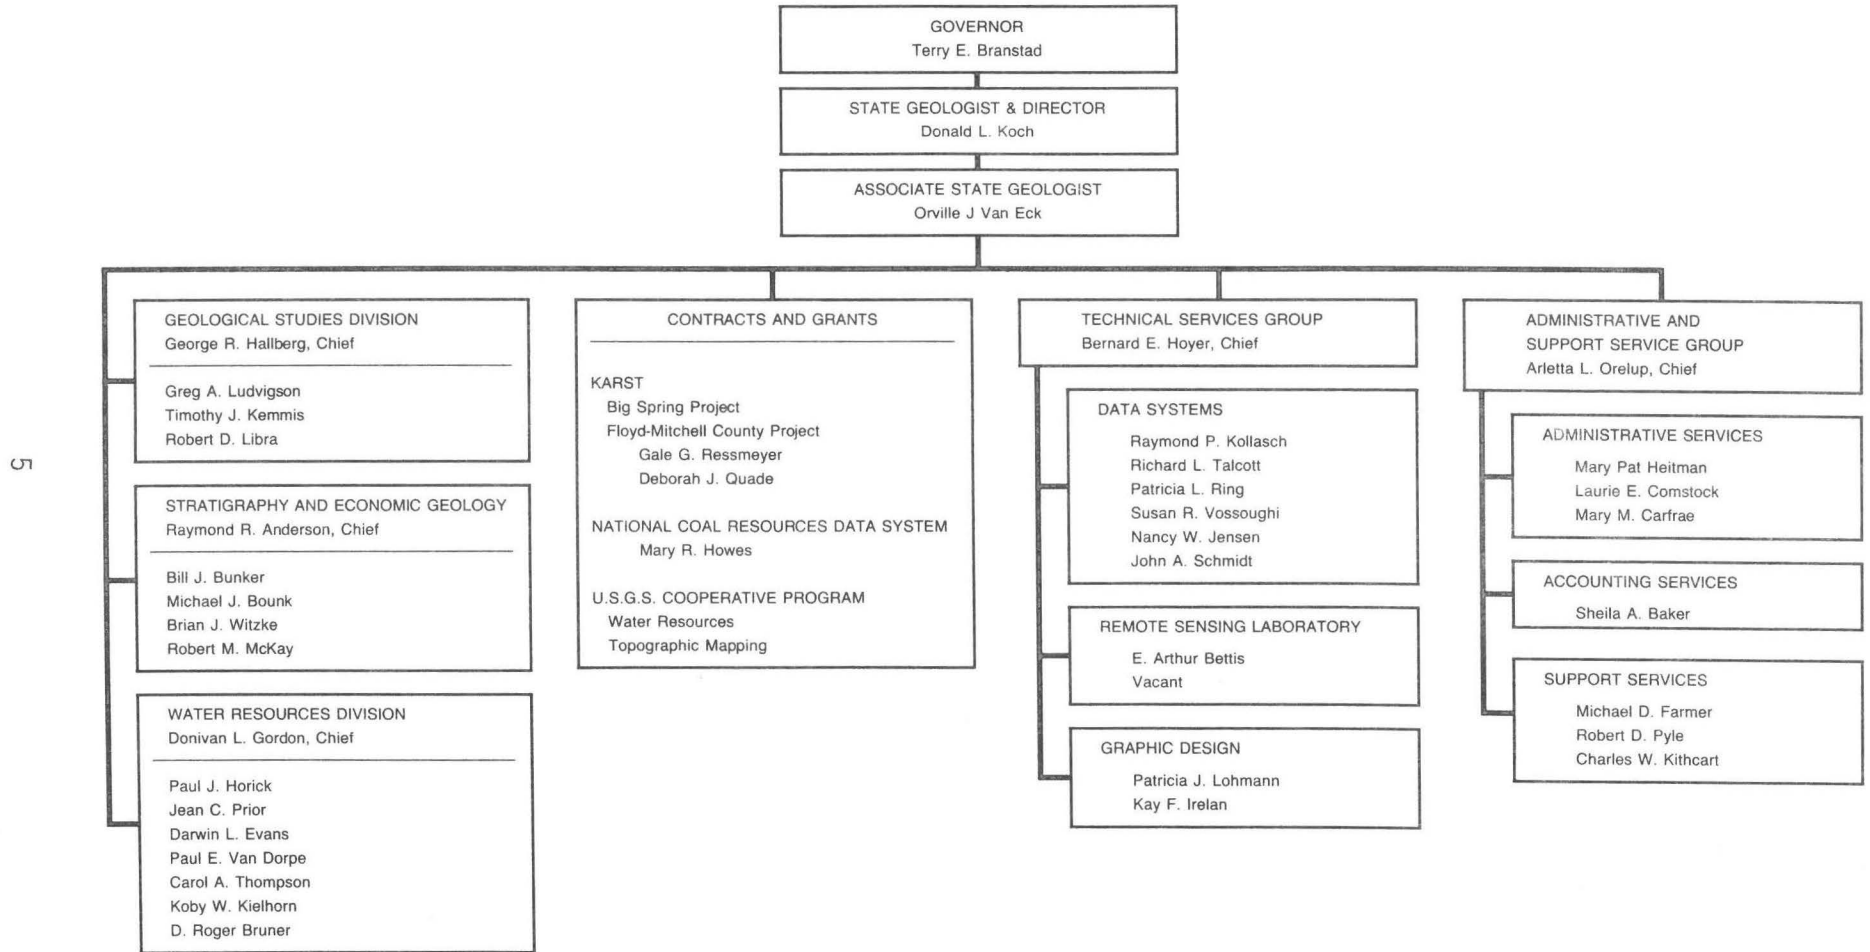 GOVERNOR
Terry E. Branstad
STATE GEOLOGIST & DIRECTOR
Donald L. Koch
ASSOCIATE STATE GEOLOGIST
Orville J Van Eck
GEOLOGICAL STUDIES DIVISION
George R. Hallberg, Chief
Greg A. Ludvigson
Timothy J. Kemmis
Robert D. Libra
STRATIGRAPHY AND ECONOMIC GEOLOGY
Raymond R. Anderson, Chief
Bill J. Bunker
Michael J. Bounk
Brian J. Witzke
Robert M. McKay
WATER RESOURCES DIVISION
Donivan L. Gordon, Chief
Paul J. Horick
Jean C. Prior
Darwin L. Evans
Paul E. Van Dorpe
Carol A. Thompson
Koby W. Kielhorn
D. Roger Bruner
CONTRACTS AND GRANTS
KARST
Big Spring Project
Floyd-Mitchell County Project
Gale G. Ressmeyer
Deborah J. Quade
NATIONAL COAL RESOURCES DATA SYSTEM
Mary R. Howes
U.S.G.S. COOPERATIVE PROGRAM
Water Resources
Topographic Mapping
TECHNICAL SERVICES GROUP
Bernard E. Hoyer, Chief
DATA SYSTEMS
Raymond P. Kollasch
Richard L. Talcott
Patricia L. Ring
Susan R. Vossoughi
Nancy W. Jensen
John A. Schmidt
REMOTE SENSING LABORATORY
E. Arthur Bettis
Vacant
GRAPHIC DESIGN
Patricia J. Lohmann
Kay F. Irelan
ADMINISTRATIVE AND
SUPPORT SERVICE GROUP
Arletta L. Orelup, Chief
ADMINISTRATIVE SERVICES
Mary Pat Heitman
Laurie E. Comstock
Mary M. Carfrae
ACCOUNTING SERVICES
Sheila A. Baker
SUPPORT SERVICES
Michael D. Farmer
Robert D. Pyle
Charles W. Kithcart
5